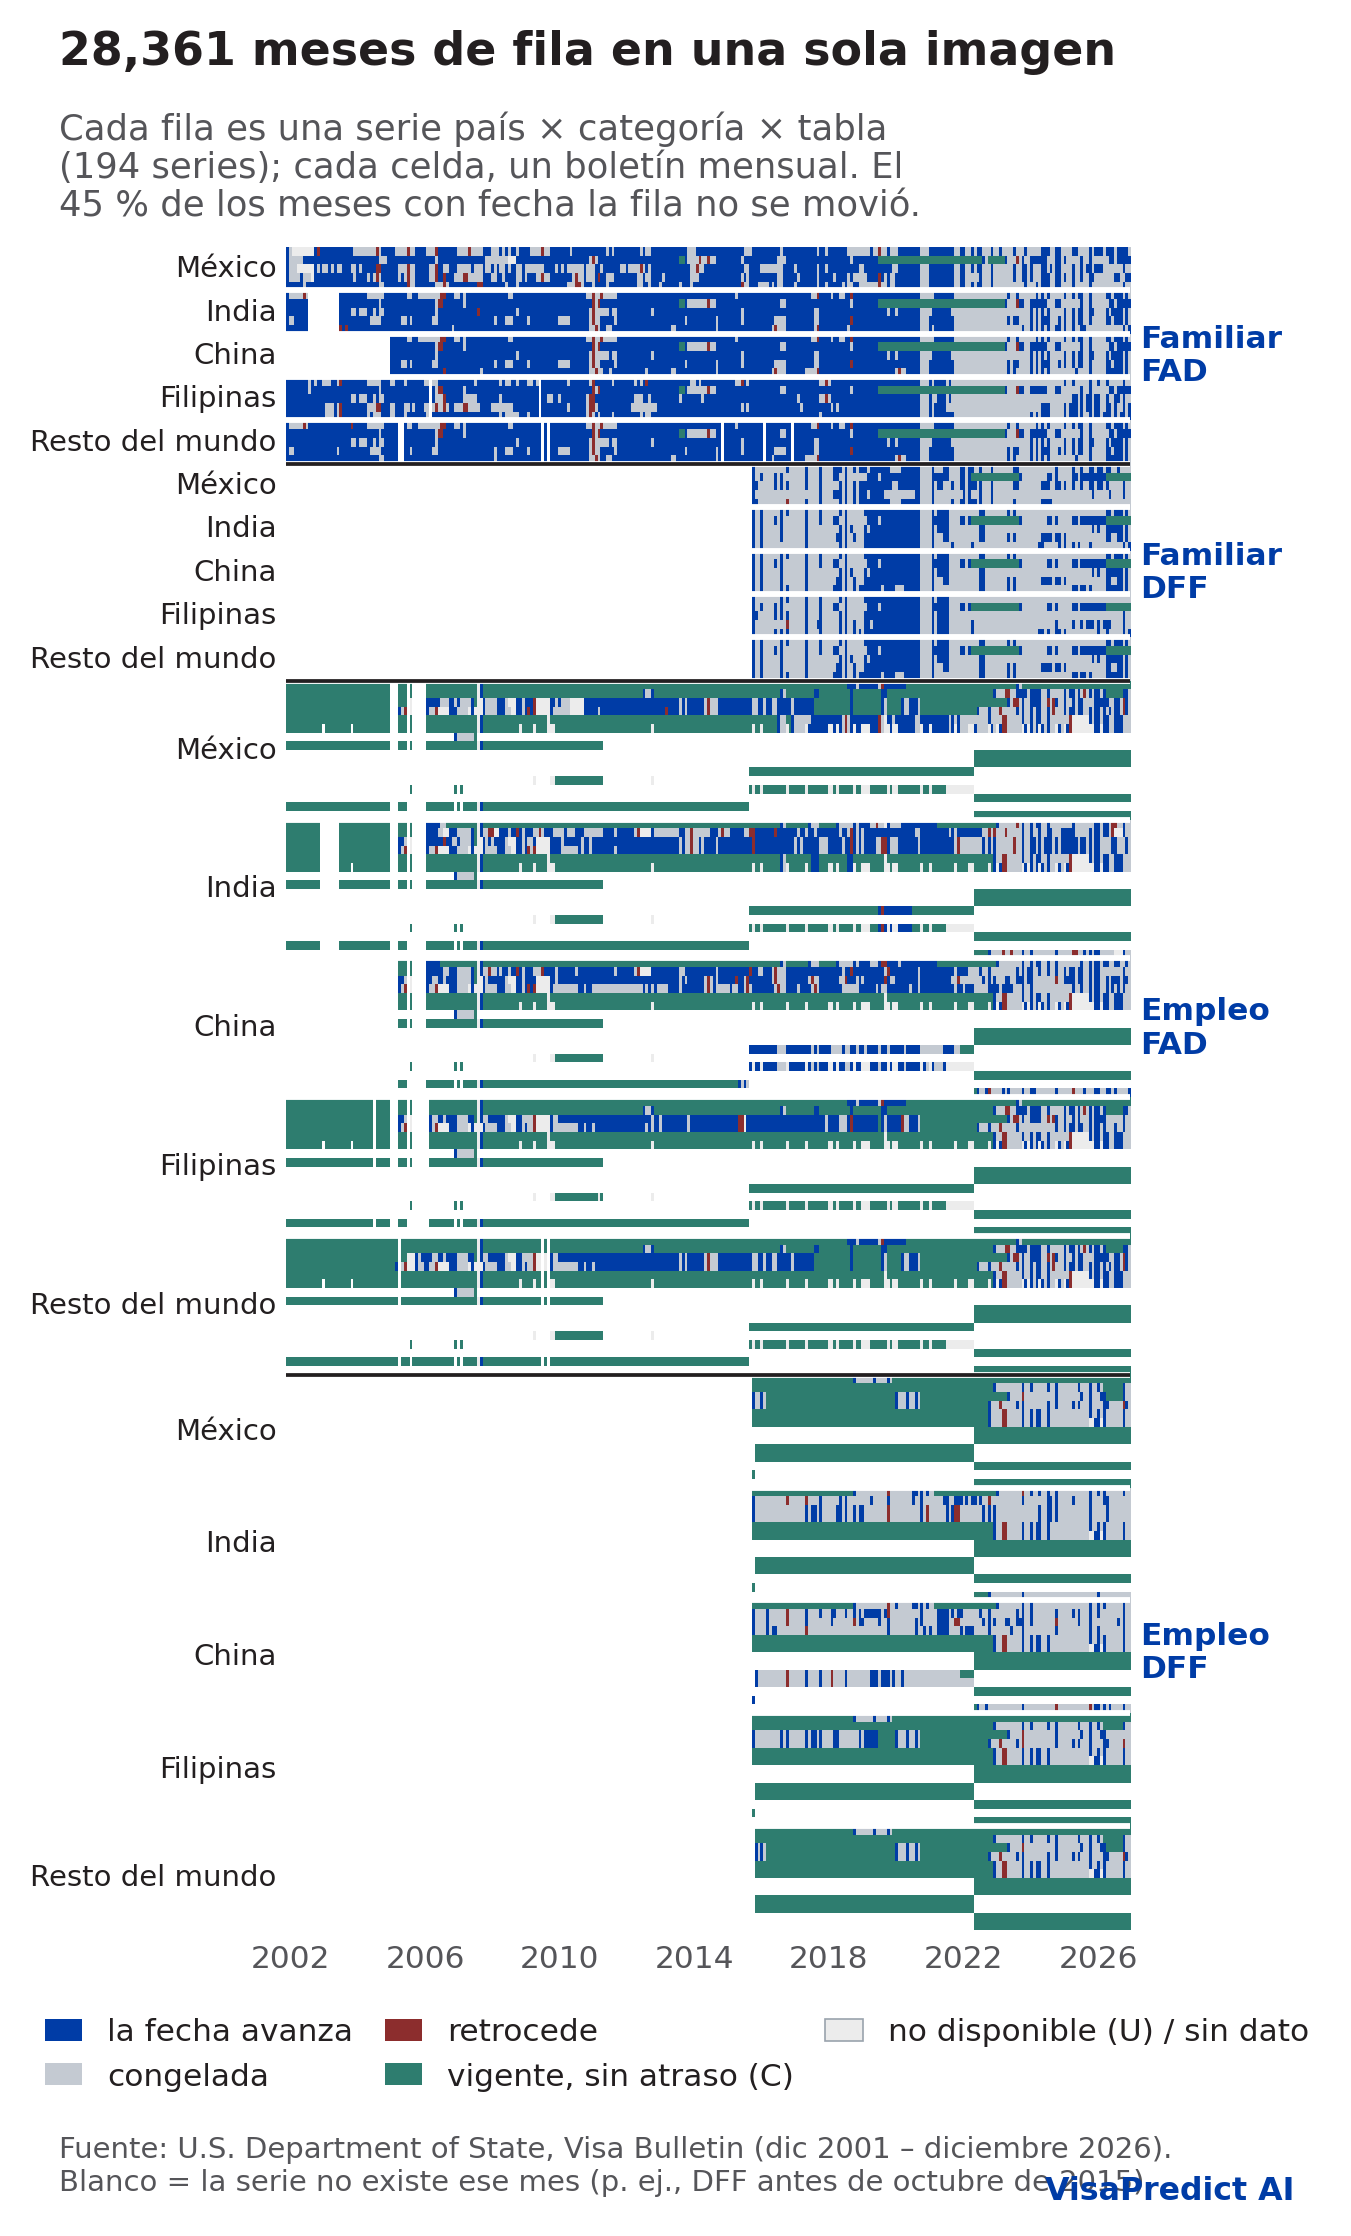 28,361 meses de fila en una sola imagen
Cada fila es una serie país × categoría × tabla
(194 series); cada celda, un boletín mensual. El
45 % de los meses con fecha la fila no se movió.
México
India
China
Filipinas
Resto del mundo
Familiar
FAD
México
India
China
Filipinas
Resto del mundo
Familiar
DFF
México
India
China
Filipinas
Resto del mundo
Empleo
FAD
México
India
China
Filipinas
Resto del mundo
Empleo
DFF
2002 2006 2010 2014 2018 2022 2026
la fecha avanza
congelada
retrocede
vigente, sin atraso (C)
no disponible (U) / sin dato
Fuente: U.S. Department of State, Visa Bulletin (dic 2001 – diciembre 2026).
Blanco = la serie no existe ese mes (p. ej., DFF antes de octubre de 2015)
VisaPredict AI